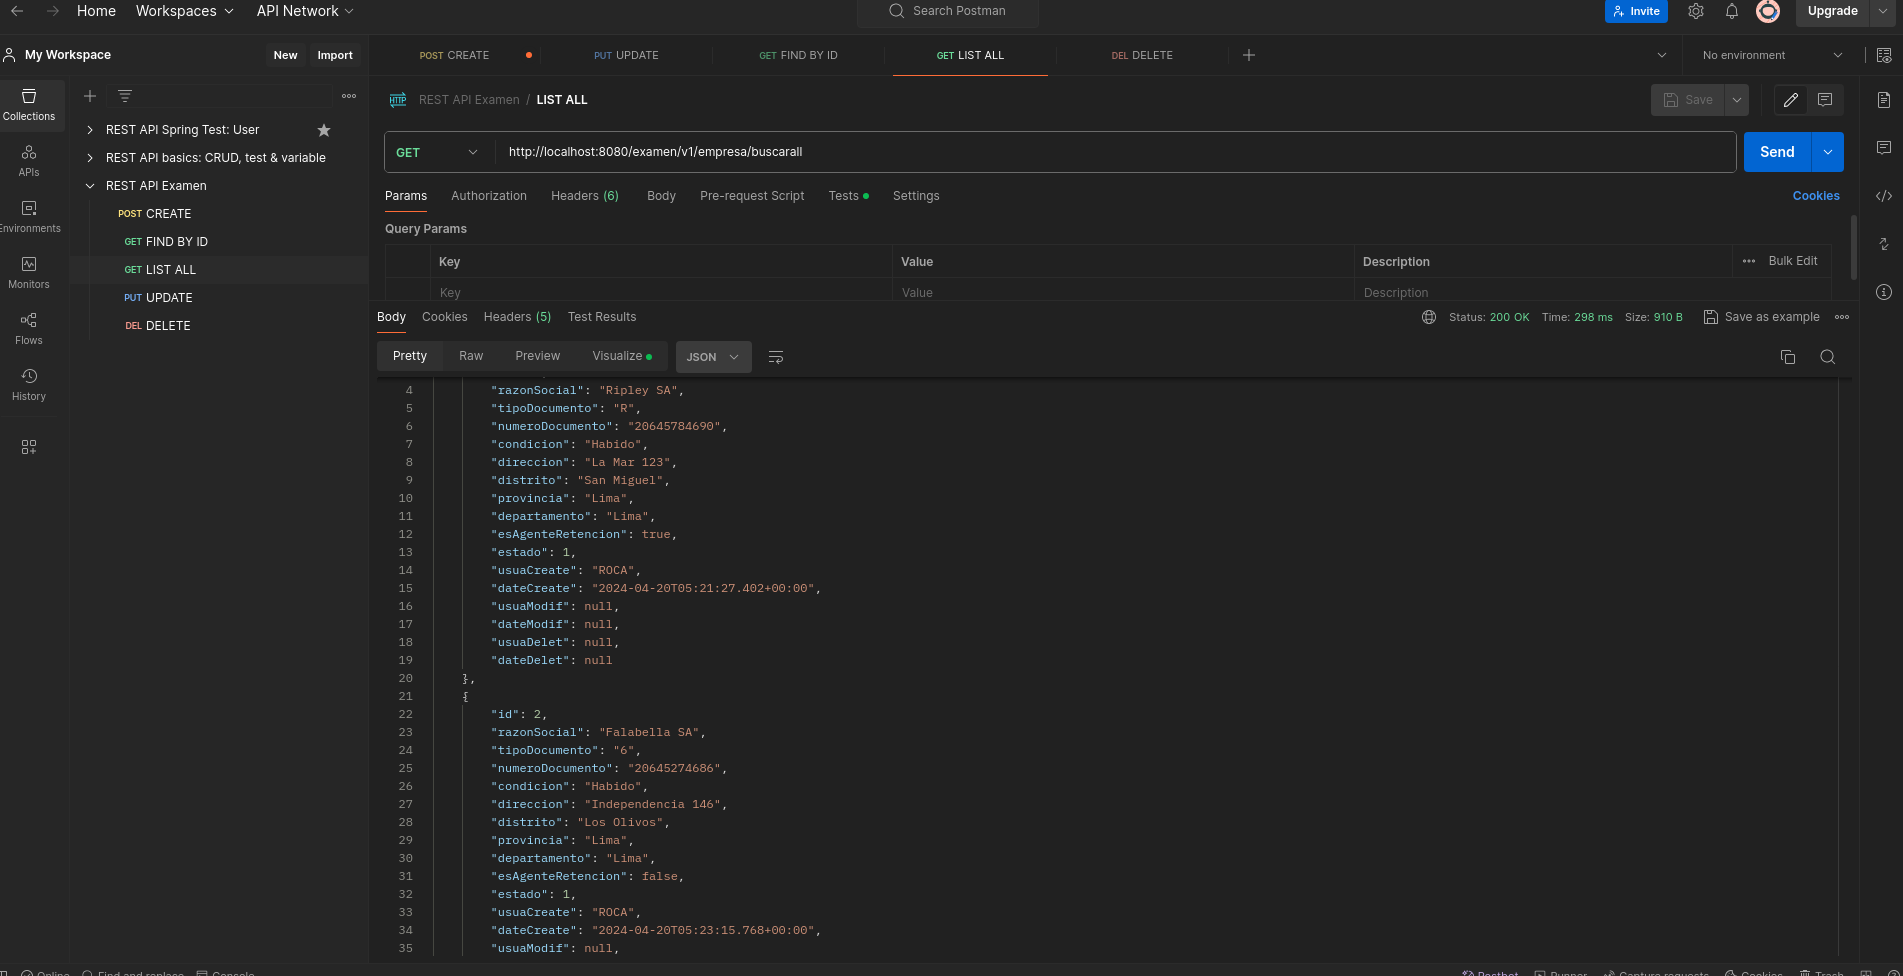 Home Workspaces API Network Search Postman Invite Upgrade
My Workspace New Import POST CREATE PUT UPDATE GET FIND BY ID GET LIST ALL DEL DELETE No environment
Collections
APIs
Environments
Monitors
Flows
History
REST API Spring Test: User
REST API basics: CRUD, test & variable
REST API Examen
POST CREATE
GET FIND BY ID
GET LIST ALL
PUT UPDATE
DEL DELETE
HTTP REST API Examen / LIST ALL Save
GET http://localhost:8080/examen/v1/empresa/buscarall Send
Params Authorization Headers (6) Body Pre-request Script Tests Settings Cookies
Query Params
Key Value Description Bulk Edit
Key Value Description
Body Cookies Headers (5) Test Results Status: 200 OK Time: 298 ms Size: 910 B Save as example
Pretty Raw Preview Visualize JSON
4 "razonSocial": "Ripley SA",
5 "tipoDocumento": "R",
6 "numeroDocumento": "20645784690",
7 "condicion": "Habido",
8 "direccion": "La Mar 123",
9 "distrito": "San Miguel",
10 "provincia": "Lima",
11 "departamento": "Lima",
12 "esAgenteRetencion": true,
13 "estado": 1,
14 "usuaCreate": "ROCA",
15 "dateCreate": "2024-04-20T05:21:27.402+00:00",
16 "usuaModif": null,
17 "dateModif": null,
18 "usuaDelet": null,
19 "dateDelet": null
20 },
21 {
22 "id": 2,
23 "razonSocial": "Falabella SA",
24 "tipoDocumento": "6",
25 "numeroDocumento": "20645274686",
26 "condicion": "Habido",
27 "direccion": "Independencia 146",
28 "distrito": "Los Olivos",
29 "provincia": "Lima",
30 "departamento": "Lima",
31 "esAgenteRetencion": false,
32 "estado": 1,
33 "usuaCreate": "ROCA",
34 "dateCreate": "2024-04-20T05:23:15.768+00:00",
35 "usuaModif": null,
Online Find and replace Console Postbot Runner Capture requests Cookies Trash